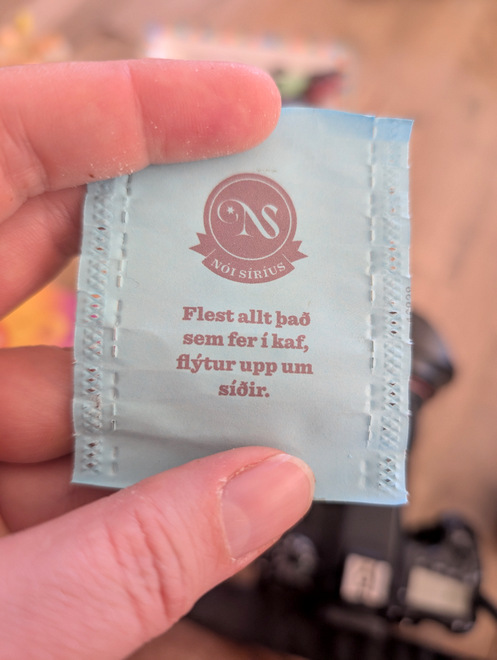 NS
NÓI SÍRÍUS
Flest allt það
sem fer í kaf,
flýtur upp um
síðir.